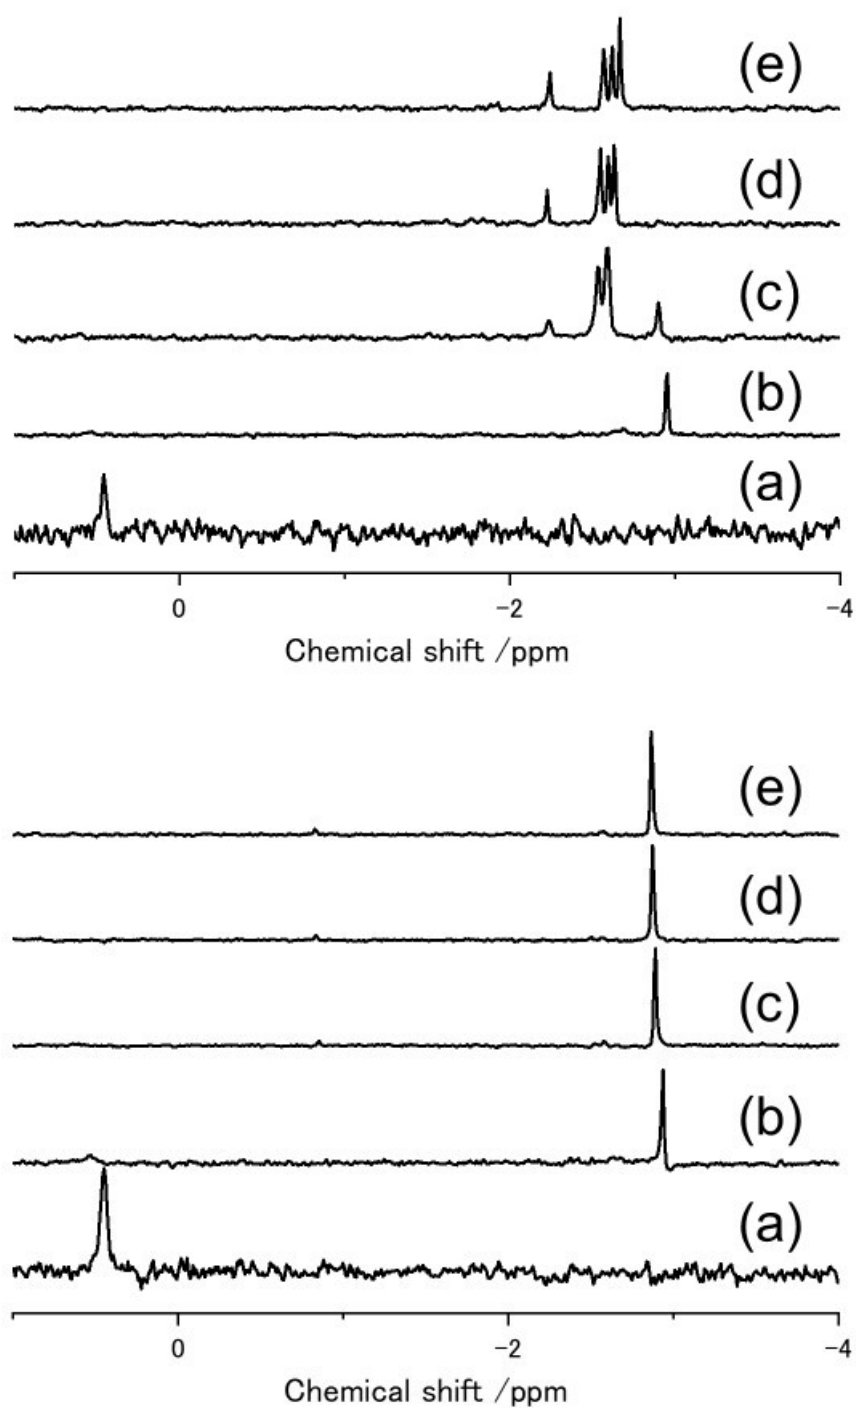 (e)
(d)
(c)
(b)
(a)
0 −2 −4
Chemical shift /ppm
(e)
(d)
(c)
(b)
(a)
0 −2 −4
Chemical shift /ppm